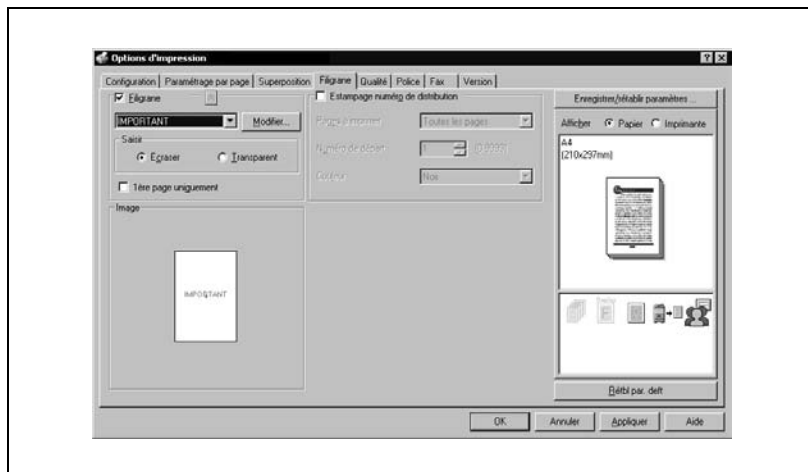 Options d'impression
Configuration Paramétrage par page Superposition Filigrane Qualité Police Fax Version
Filigrane
IMPORTANT Modifier...
Saisir
Ecraser Transparent
1ère page uniquement
Image
IMPORTANT
Estampage numéro de distribution
Pages à imprimer Toutes les pages
Numéro de départ 1
Couleur Noir
Enregistrer/rétablir paramètres ...
Afficher Papier Imprimante
A4
(210x297mm)
Rétbl par. deft
OK Annuler Appliquer Aide